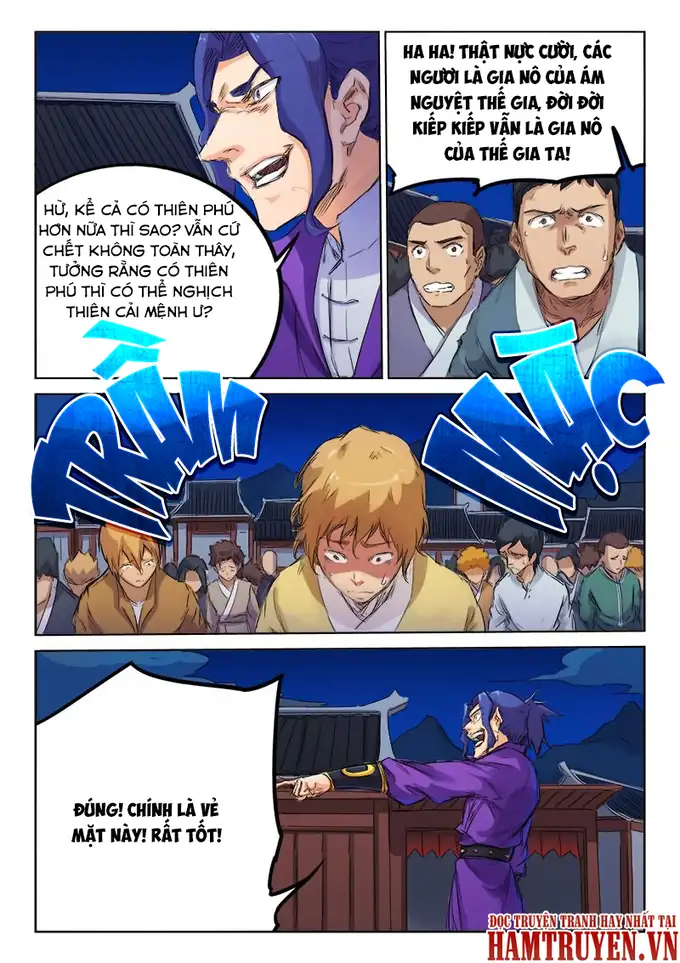 HỪ, KỂ CẢ CÓ THIÊN PHÚ
HƠN NỮA THÌ SAO? VẪN CỨ
CHẾT KHÔNG TOÀN THÂY,
TƯỞNG RẰNG CÓ THIÊN
PHÚ THÌ CÓ THỂ NGHỊCH
THIÊN CẢI MỆNH Ư?
HA HA! THẬT NỰC CƯỜI, CÁC
NGƯƠI LÀ GIA NÔ CỦA ÁM
NGUYỆT THẾ GIA, ĐỜI ĐỜI
KIẾP KIẾP VẪN LÀ GIA NÔ
CỦA THẾ GIA TA!
TRẦM
MẶC
ĐÚNG! CHÍNH LÀ VẺ
MẶT NÀY! RẤT TỐT!
ĐỌC TRUYỆN TRANH HAY NHẤT TẠI
HAMTRUYEN.VN